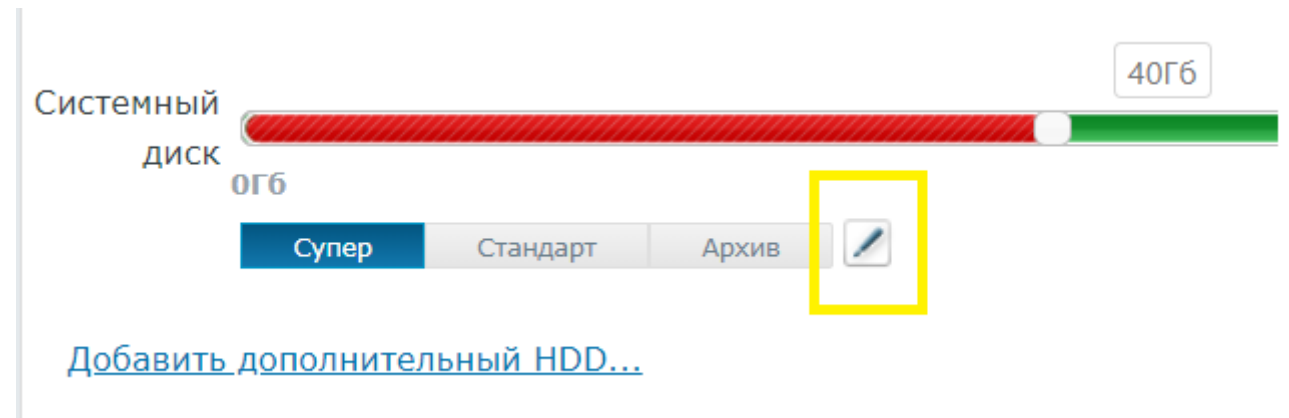 40Гб
Системный
диск
0Гб
Супер Стандарт Архив
Добавить дополнительный HDD...